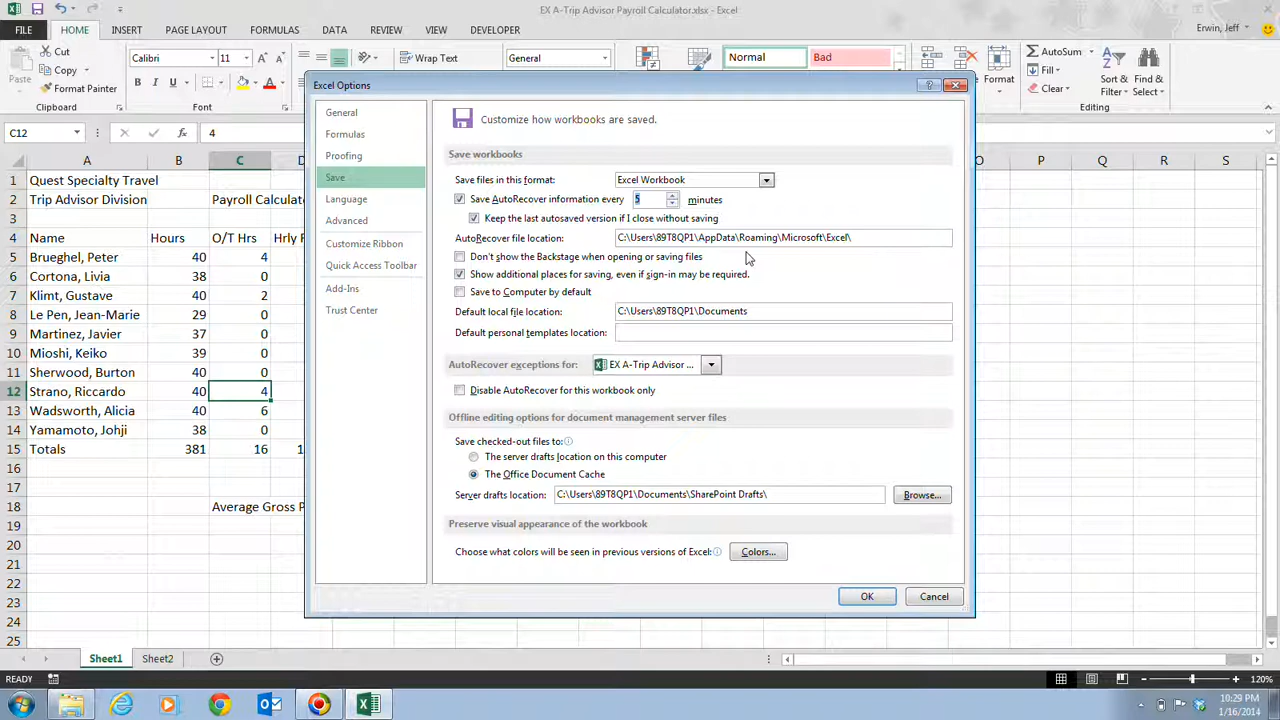 EX A-Trip Advisor Payroll Calculator.xlsx - Excel
FILE HOME INSERT PAGE LAYOUT FORMULAS DATA REVIEW VIEW DEVELOPER Erwin, Jeff
Paste Cut Calibri 11 Wrap Text General Normal Bad Format AutoSum
Copy Fill Sort & Find &
Format Painter B I U Clear Filter Select
Clipboard Font Editing
C12 fx 4
A B C D O P Q R S
1 Quest Specialty Travel
2 Trip Advisor Division Payroll Calculato
3
4 Name Hours O/T Hrs Hrly
5 Brueghel, Peter 40 4
6 Cortona, Livia 38 0
7 Klimt, Gustave 40 2
8 Le Pen, Jean-Marie 29 0
9 Martinez, Javier 37 0
10 Mioshi, Keiko 39 0
11 Sherwood, Burton 40 0
12 Strano, Riccardo 40 4
13 Wadsworth, Alicia 40 6
14 Yamamoto, Johji 38 0
15 Totals 381 16 1
16
17
18 Average Gross P
19
20
21
22
23
24
25
Excel Options
General
Formulas
Proofing
Save
Language
Advanced
Customize Ribbon
Quick Access Toolbar
Add-Ins
Trust Center
Customize how workbooks are saved.
Save workbooks
Save files in this format: Excel Workbook
Save AutoRecover information every 5 minutes
Keep the last autosaved version if I close without saving
AutoRecover file location: C:\Users\89T8QP1\AppData\Roaming\Microsoft\Excel\
Don't show the Backstage when opening or saving files
Show additional places for saving, even if sign-in may be required.
Save to Computer by default
Default local file location: C:\Users\89T8QP1\Documents
Default personal templates location:
AutoRecover exceptions for: EX A-Trip Advisor ...
Disable AutoRecover for this workbook only
Offline editing options for document management server files
Save checked-out files to:
The server drafts location on this computer
The Office Document Cache
Server drafts location: C:\Users\89T8QP1\Documents\SharePoint Drafts\ Browse...
Preserve visual appearance of the workbook
Choose what colors will be seen in previous versions of Excel: Colors...
OK Cancel
Sheet1 Sheet2
READY 120%
10:29 PM
1/16/2014